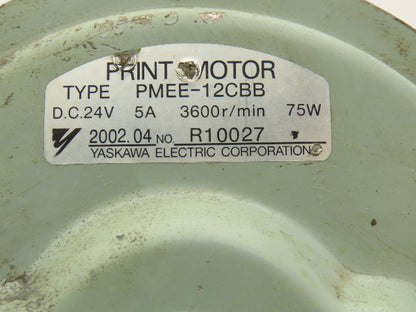 PRINT MOTOR
TYPE PMEE-12CBB
D.C.24V 5A 3600r/min 75W
2002.04 NO. R10027
YASKAWA ELECTRIC CORPORATION